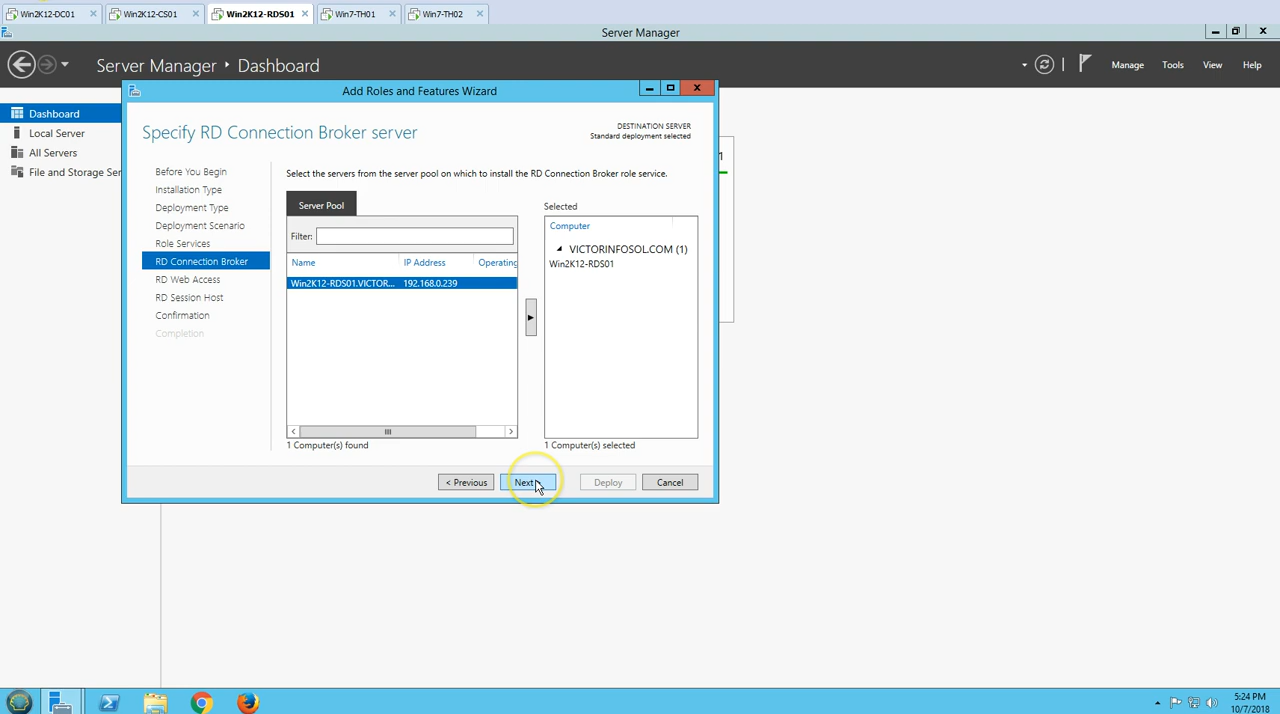 Win2K12-DC01
Win2K12-CS01
Win2K12-RDS01
Win7-TH01
Win7-TH02
Server Manager
Server Manager
Dashboard
Manage
Tools
View
Help
Dashboard
Local Server
All Servers
File and Storage Ser
1
Add Roles and Features Wizard
Specify RD Connection Broker server
DESTINATION SERVER
Standard deployment selected
Before You Begin
Installation Type
Deployment Type
Deployment Scenario
Role Services
RD Connection Broker
RD Web Access
RD Session Host
Confirmation
Completion
Select the servers from the server pool on which to install the RD Connection Broker role service.
Server Pool
Filter:
Name IP Address Operating
Win2K12-RDS01.VICTOR... 192.168.0.239
1 Computer(s) found
Selected
Computer
VICTORINFOSOL.COM (1)
Win2K12-RDS01
1 Computer(s) selected
< Previous
Next
Deploy
Cancel
5:24 PM
10/7/2018